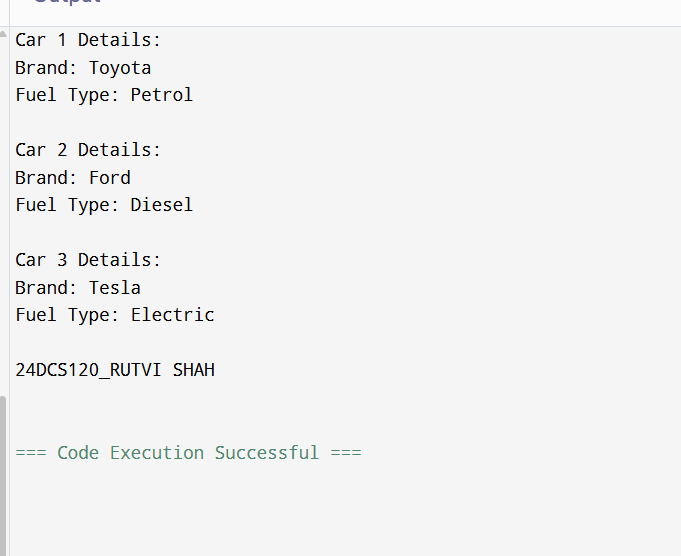 Output
Car 1 Details:
Brand: Toyota
Fuel Type: Petrol
Car 2 Details:
Brand: Ford
Fuel Type: Diesel
Car 3 Details:
Brand: Tesla
Fuel Type: Electric
24DCS120_RUTVI SHAH
=== Code Execution Successful ===